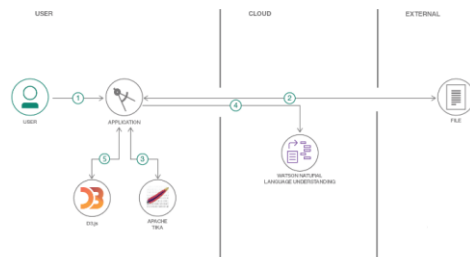 USER
CLOUD
EXTERNAL
1
2
4
USER
APPLICATION
FILE
5
3
WATSON NATURAL
LANGUAGE UNDERSTANDING
D3.js
APACHE
TIKA